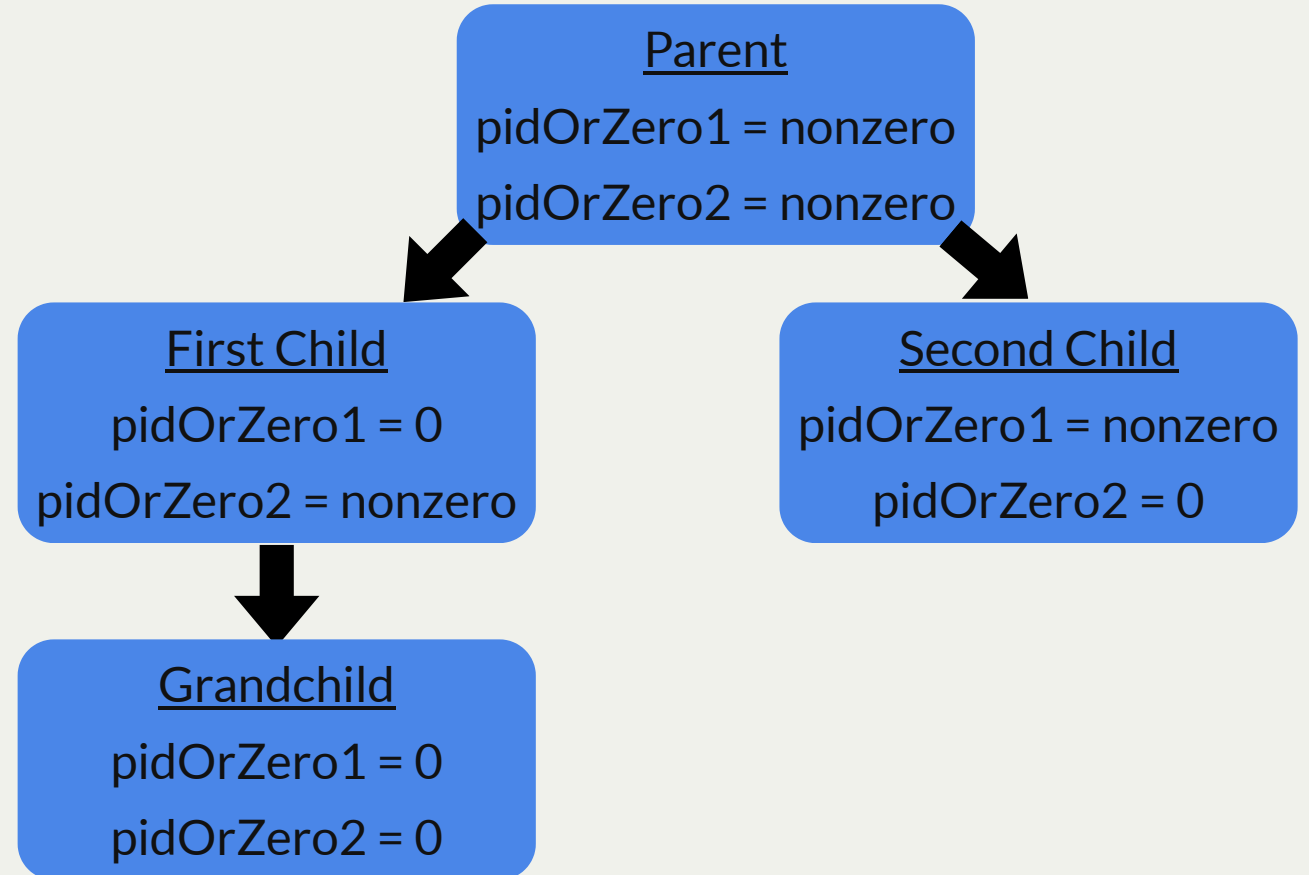 Parent
pidOrZero1 = nonzero
pidOrZero2 = nonzero
First Child
pidOrZero1 = 0
pidOrZero2 = nonzero
Second Child
pidOrZero1 = nonzero
pidOrZero2 = 0
Grandchild
pidOrZero1 = 0
pidOrZero2 = 0